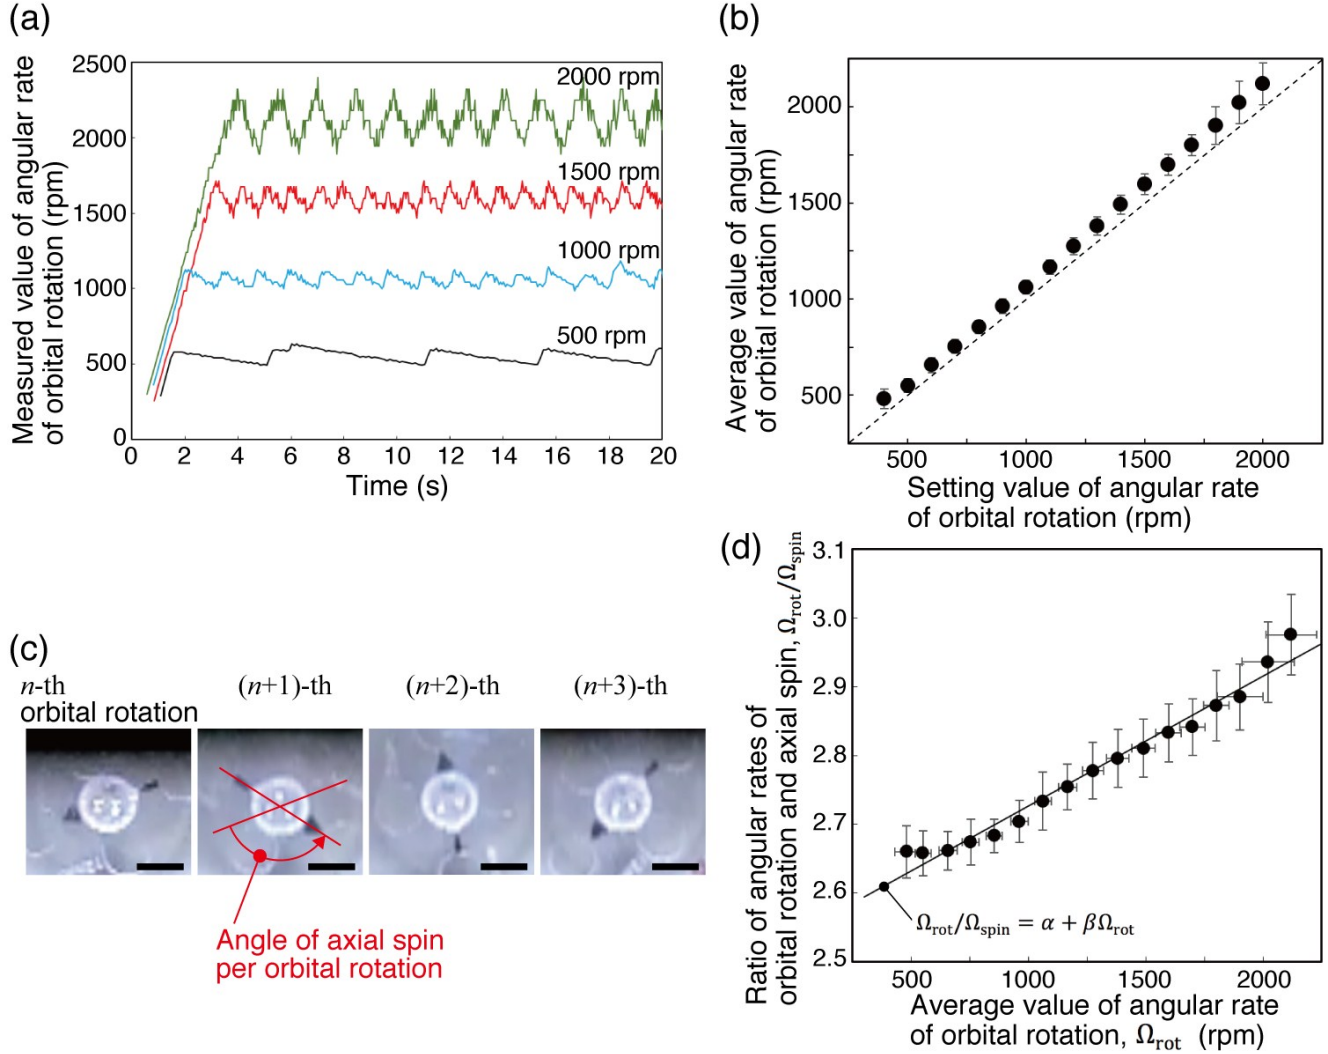 (a)
Measured value of angular rate
of orbital rotation (rpm)
2500
2000
1500
1000
500
0
2000 rpm
1500 rpm
1000 rpm
500 rpm
0 2 4 6 8 10 12 14 16 18 20
Time (s)
(b)
Average value of angular rate
of orbital rotation (rpm)
2000
1500
1000
500
500 1000 1500 2000
Setting value of angular rate
of orbital rotation (rpm)
(c)
n-th
orbital rotation
(n+1)-th
(n+2)-th
(n+3)-th
Angle of axial spin
per orbital rotation
(d)
Ratio of angular rates of
orbital rotation and axial spin, Ωrot/Ωspin
3.1
3.0
2.9
2.8
2.7
2.6
2.5
Ωrot/Ωspin = α + βΩrot
500 1000 1500 2000
Average value of angular rate
of orbital rotation, Ωrot (rpm)